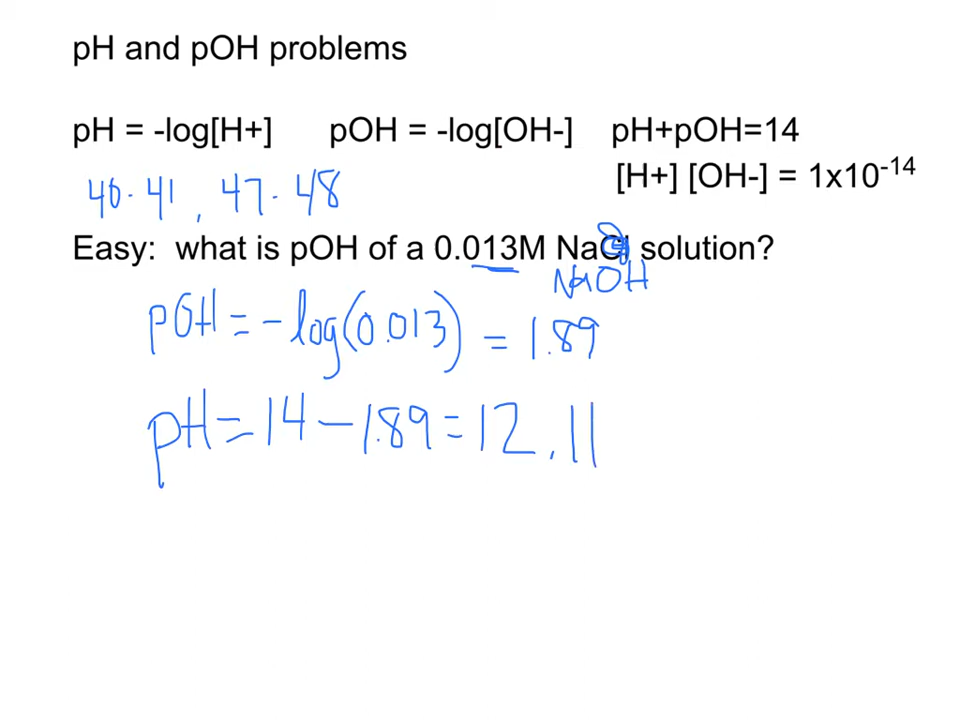 pH and pOH problems
pH = -log[H+] pOH = -log[OH-] pH+pOH=14
[H+] [OH-] = 1x10⁻¹⁴
40-41, 47-48
Easy: what is pOH of a 0.013M NaCl solution?
NaOH
pOH = -log(0.013) = 1.89
pH = 14 - 1.89 = 12.11